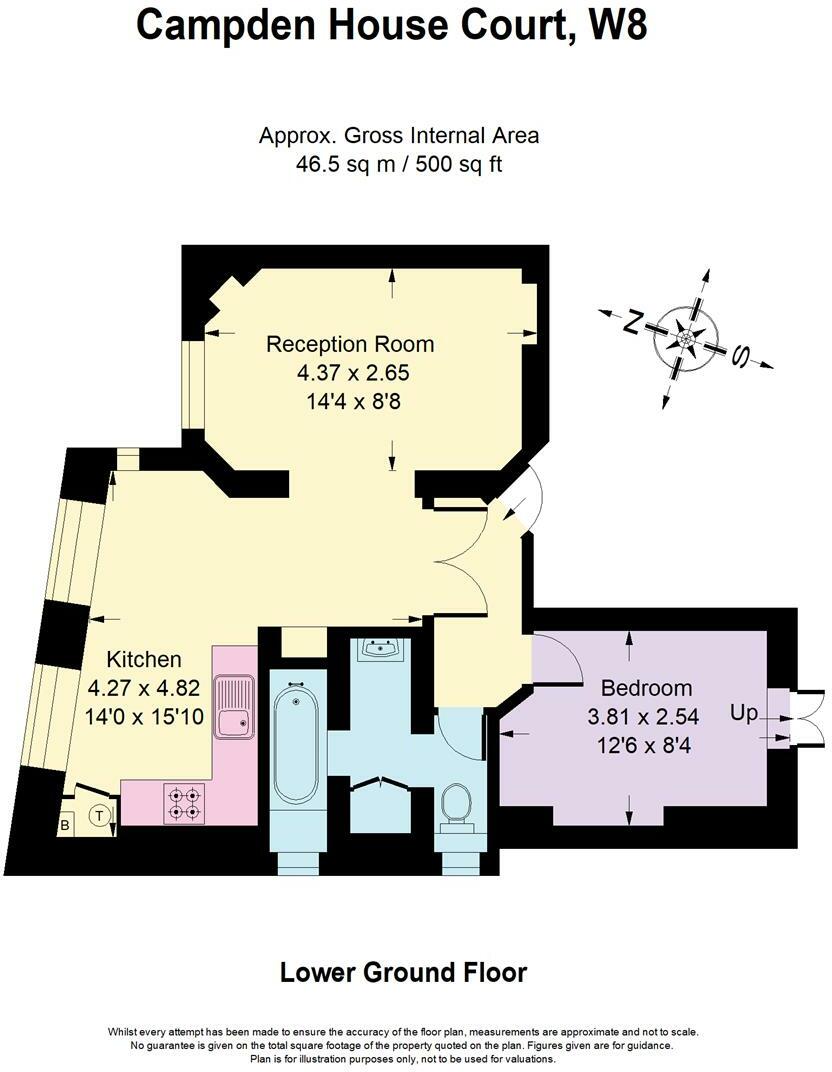 Campden House Court, W8
Approx. Gross Internal Area
46.5 sq m / 500 sq ft
Reception Room
4.37 x 2.65
14'4 x 8'8
N
S
Kitchen
4.27 x 4.82
14'0 x 15'10
Bedroom
3.81 x 2.54
12'6 x 8'4
Up
B
T
Lower Ground Floor
Whilst every attempt has been made to ensure the accuracy of the floor plan, measurements are approximate and not to scale.
No guarantee is given on the total square footage of the property quoted on the plan. Figures given are for guidance.
Plan is for illustration purposes only, not to be used for valuations.